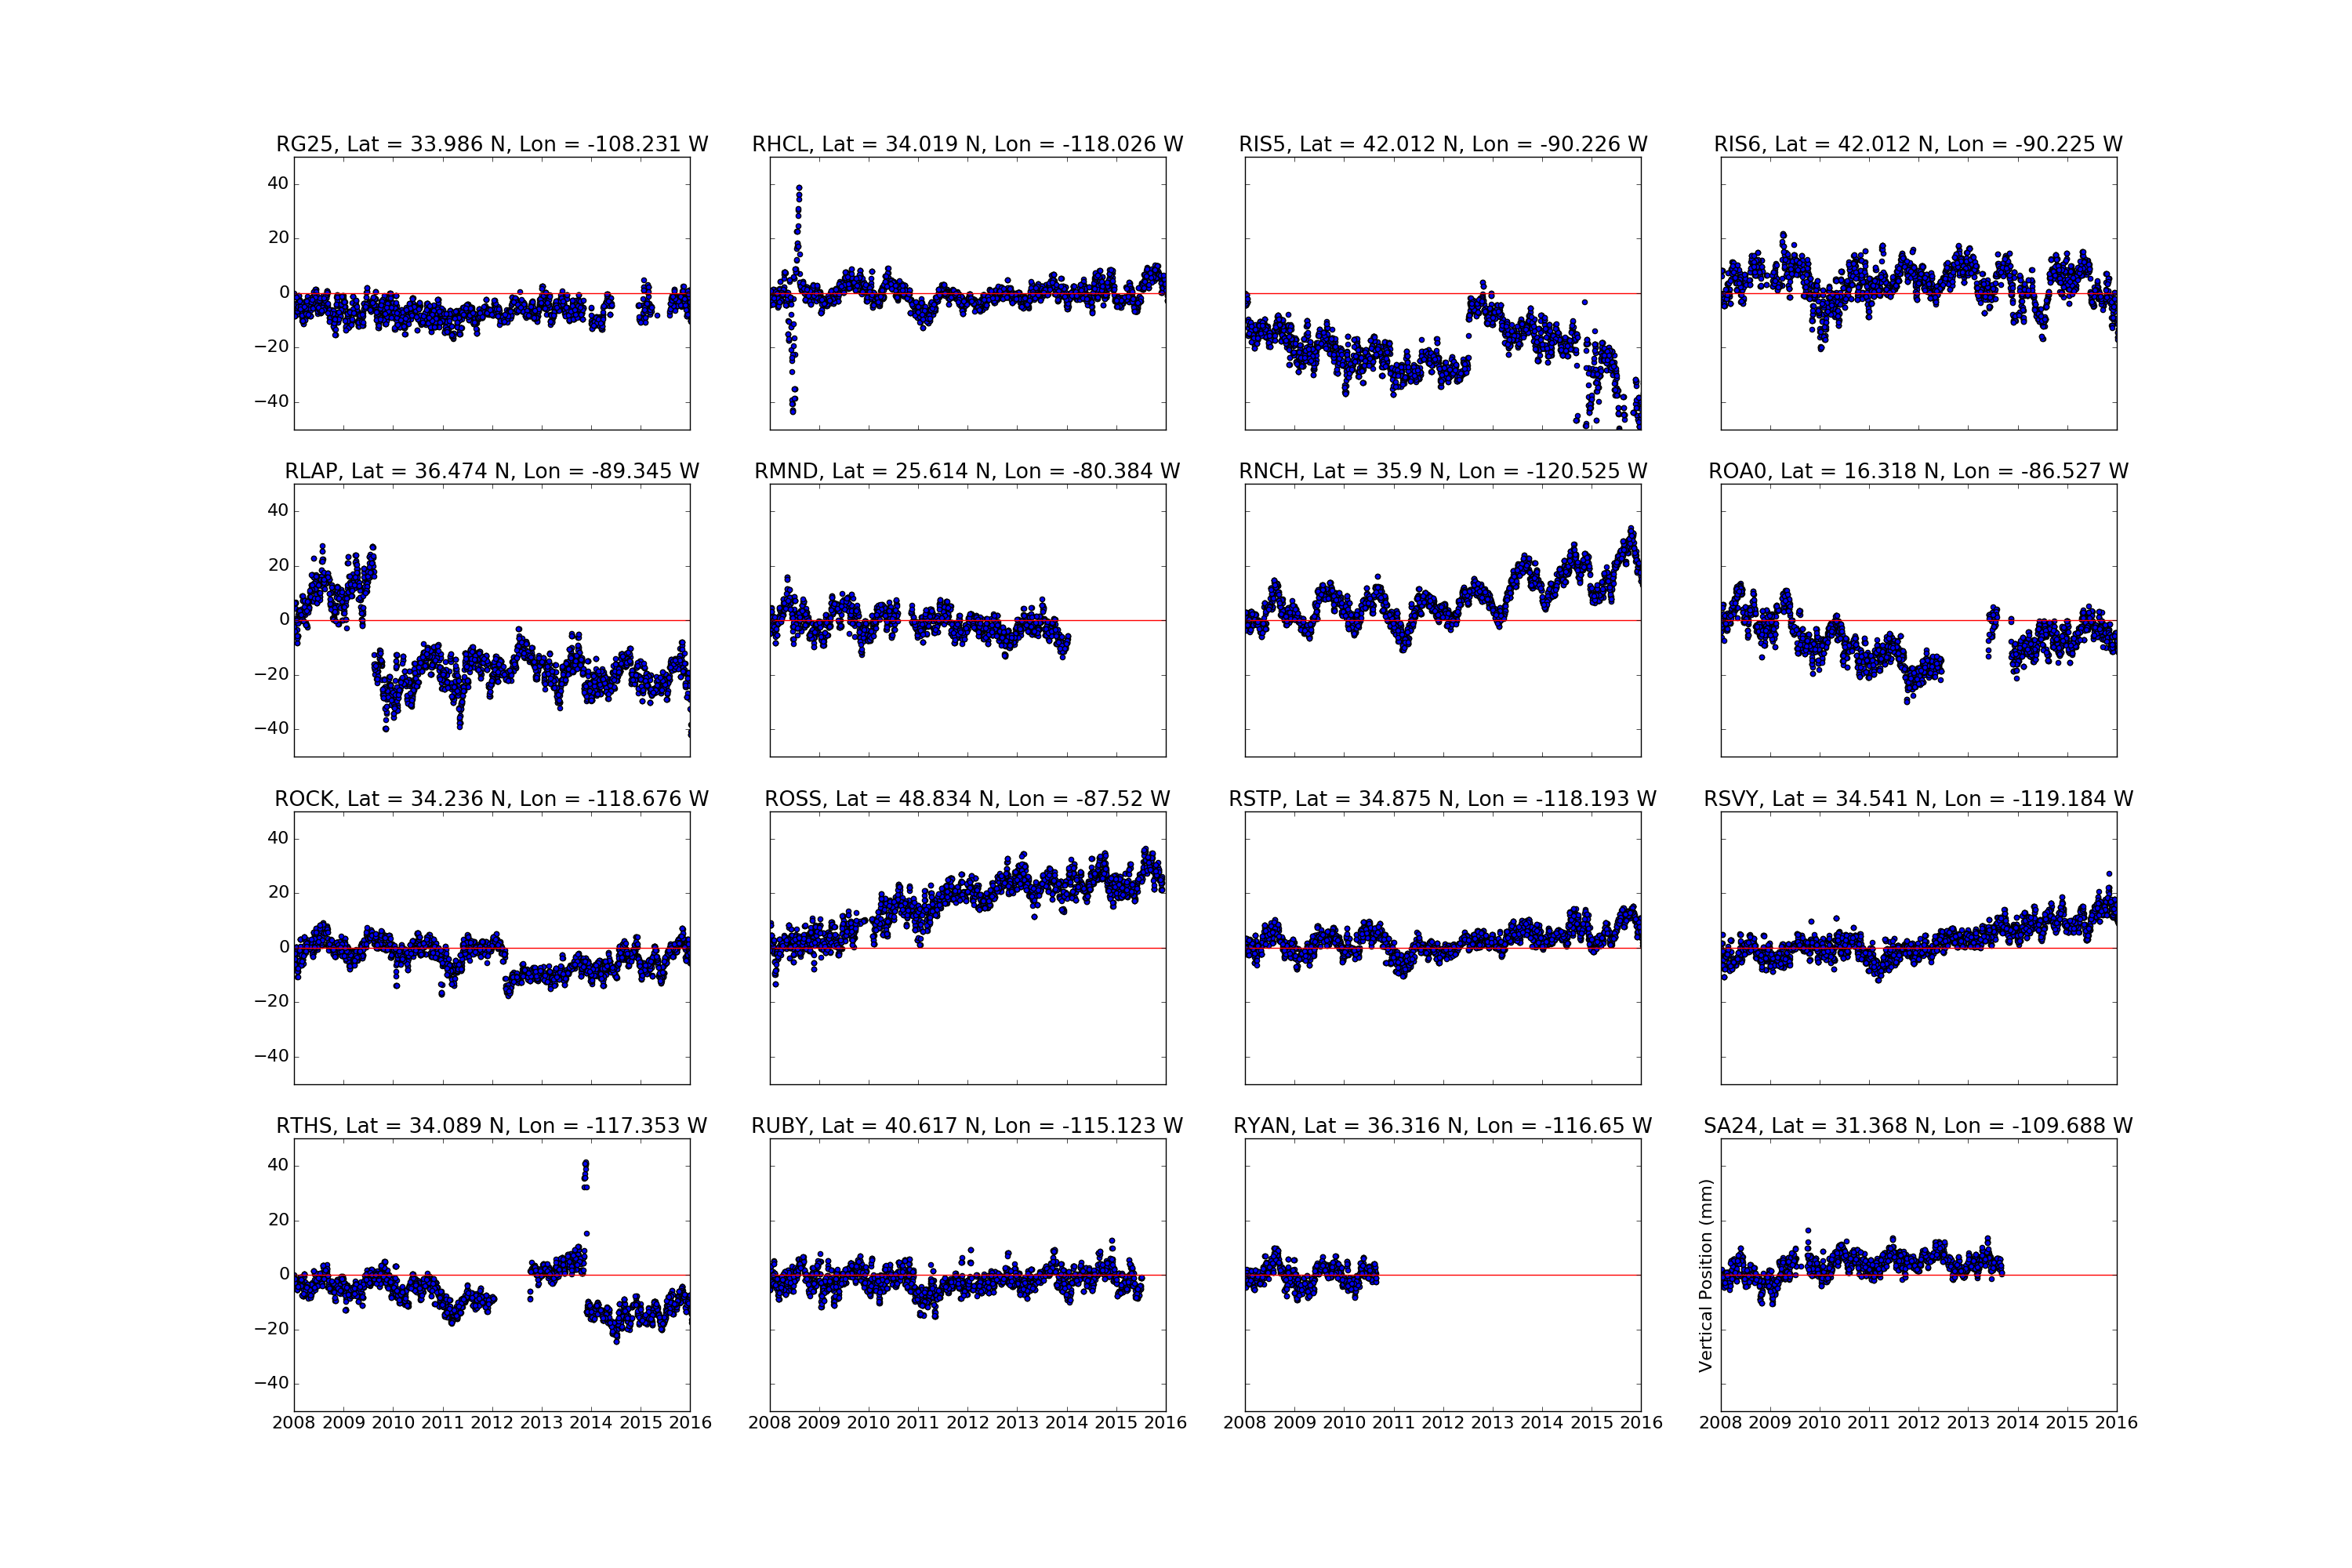 RG25, Lat = 33.986 N, Lon = -108.231 W
RHCL, Lat = 34.019 N, Lon = -118.026 W
RIS5, Lat = 42.012 N, Lon = -90.226 W
RIS6, Lat = 42.012 N, Lon = -90.225 W
40
20
0
−20
−40
RLAP, Lat = 36.474 N, Lon = -89.345 W
RMND, Lat = 25.614 N, Lon = -80.384 W
RNCH, Lat = 35.9 N, Lon = -120.525 W
ROA0, Lat = 16.318 N, Lon = -86.527 W
40
20
0
−20
−40
ROCK, Lat = 34.236 N, Lon = -118.676 W
ROSS, Lat = 48.834 N, Lon = -87.52 W
RSTP, Lat = 34.875 N, Lon = -118.193 W
RSVY, Lat = 34.541 N, Lon = -119.184 W
40
20
0
−20
−40
RTHS, Lat = 34.089 N, Lon = -117.353 W
RUBY, Lat = 40.617 N, Lon = -115.123 W
RYAN, Lat = 36.316 N, Lon = -116.65 W
SA24, Lat = 31.368 N, Lon = -109.688 W
40
20
0
−20
−40
Vertical Position (mm)
2008 2009 2010 2011 2012 2013 2014 2015 2016
2008 2009 2010 2011 2012 2013 2014 2015 2016
2008 2009 2010 2011 2012 2013 2014 2015 2016
2008 2009 2010 2011 2012 2013 2014 2015 2016